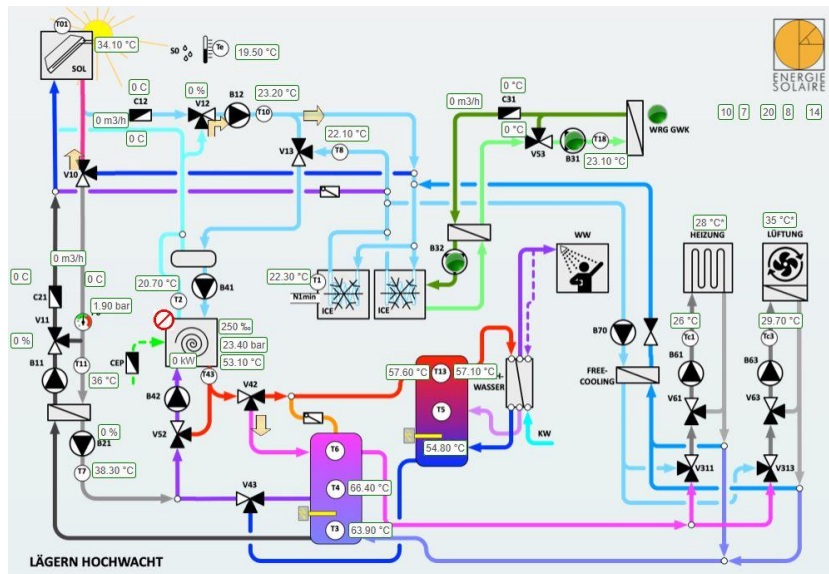 T01
34.10 °C
SOL
S0
Te
19.50 °C
ENERGIE
SOLAIRE
10
7
20
8
14
0 C
C12
0 %
V12
B12
23.20 °C
T10
0 m3/h
0 C
22.10 °C
T8
V13
V10
0 °C
C31
0 m3/h
0 °C
V53
B31
T18
23.10 °C
WRG GWK
28 °C*
HEIZUNG
35 °C*
LÜFTUNG
WW
B32
0 m3/h
0 C
0 C
C21
1.90 bar
V11
0 %
B11
T11
36 °C
20.70 °C
T2
B41
22.30 °C
T1
N1min
ICE
ICE
250 ‰
23.40 bar
53.10 °C
0 kW
CEP
T43
B42
V42
V52
57.60 °C
T13
57.10 °C
WASSER
T5
54.80 °C
KW
B70
FREE-
COOLING
26 °C
Tc1
B61
V61
29.70 °C
Tc3
B63
V63
V311
V313
0 %
B21
T7
38.30 °C
V43
T6
T4
66.40 °C
T3
63.90 °C
LÄGERN HOCHWACHT